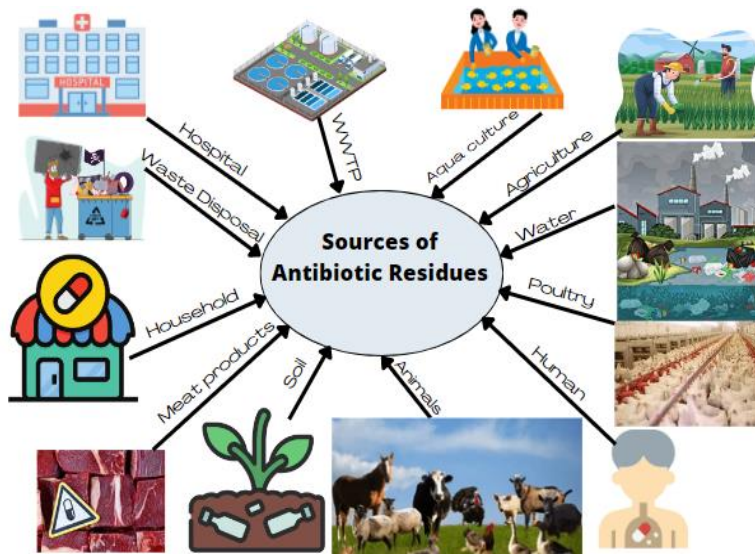 HOSPITAL
Hospital
WWTP
Aqua culture
Agriculture
Waste Disposal
Water
Sources of
Antibiotic Residues
Household
Poultry
Meat products
Soil
Animals
Human